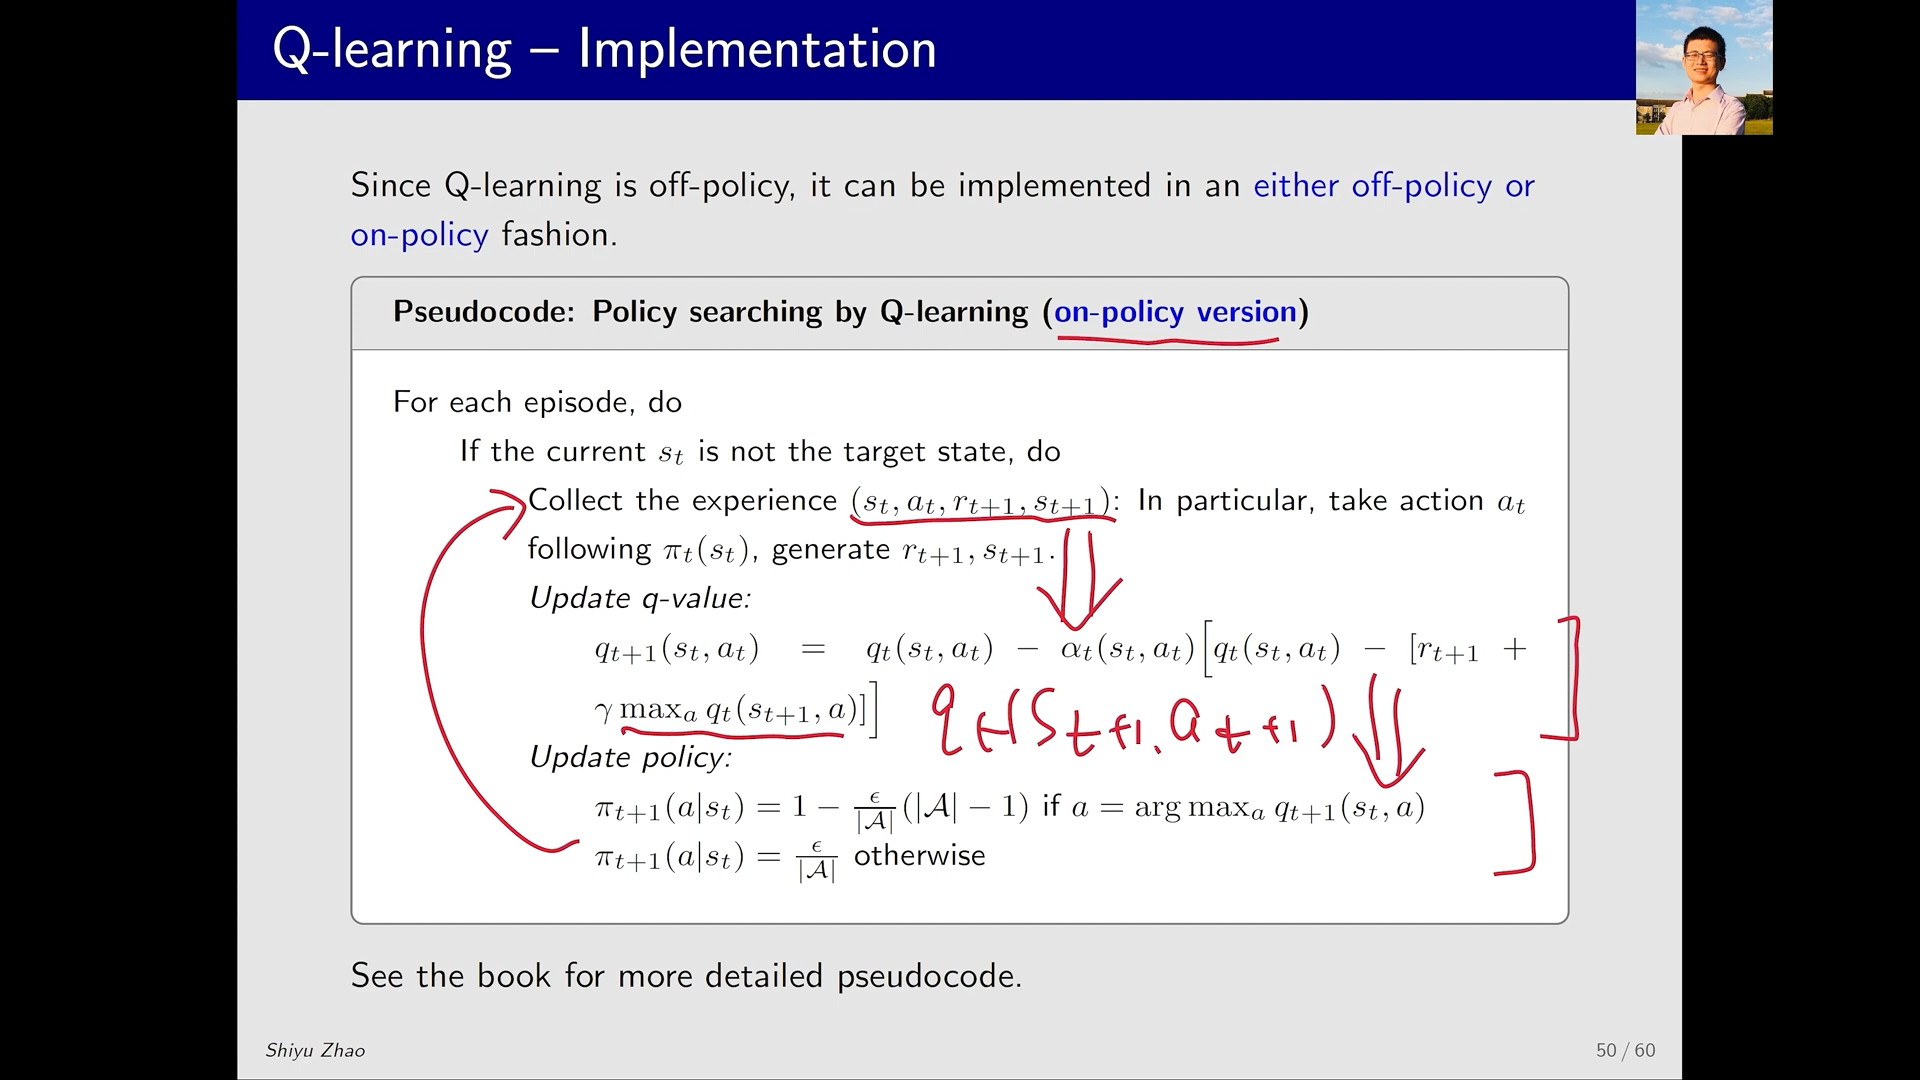 Q-learning – Implementation
Since Q-learning is off-policy, it can be implemented in an either off-policy or
on-policy fashion.
Pseudocode: Policy searching by Q-learning (on-policy version)
For each episode, do
If the current s_t is not the target state, do
Collect the experience (s_t, a_t, r_{t+1}, s_{t+1}): In particular, take action a_t
following π_t(s_t), generate r_{t+1}, s_{t+1}.
Update q-value:
q_{t+1}(s_t, a_t) = q_t(s_t, a_t) − α_t(s_t, a_t)[q_t(s_t, a_t) − [r_{t+1} +
γ max_a q_t(s_{t+1}, a)]]
q_t(s_{t+1}, a_{t+1})
Update policy:
π_{t+1}(a|s_t) = 1 − ϵ/|𝒜| (|𝒜| − 1) if a = arg max_a q_{t+1}(s_t, a)
π_{t+1}(a|s_t) = ϵ/|𝒜| otherwise
See the book for more detailed pseudocode.
Shiyu Zhao
50 / 60